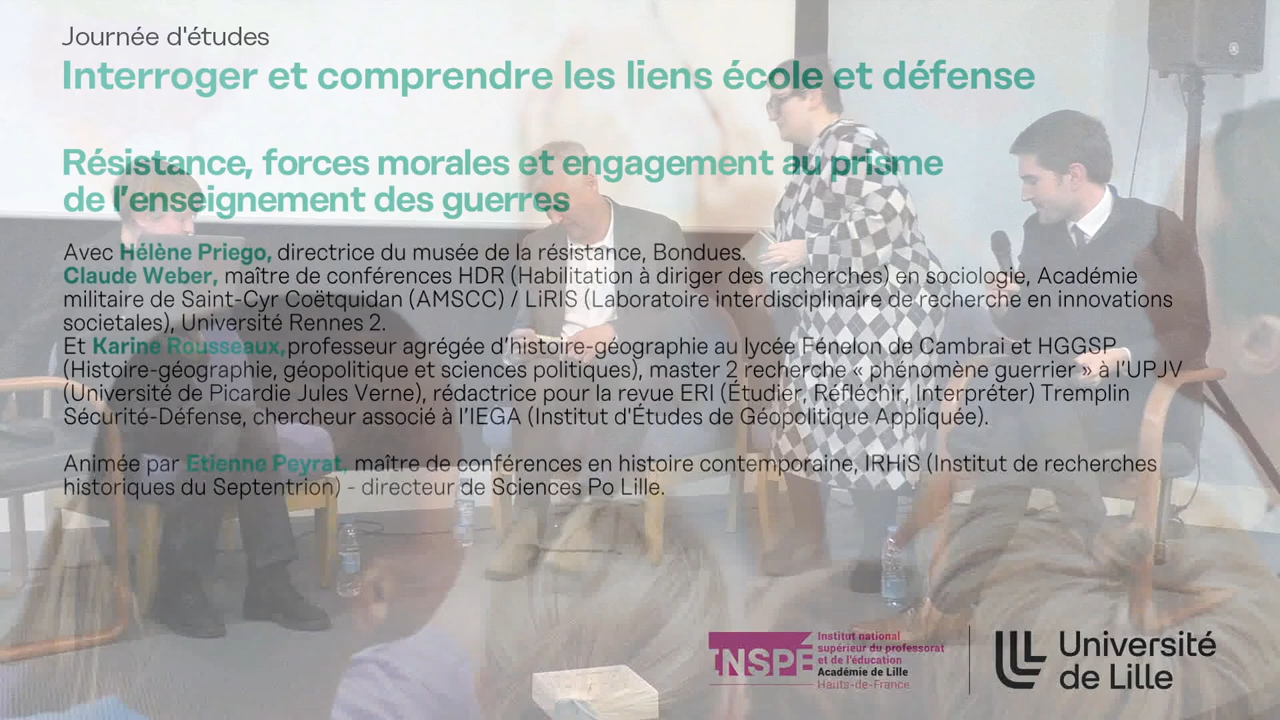 Journée d'études
Interroger et comprendre les liens école et défense
Résistance, forces morales et engagement au prisme
de l'enseignement des guerres
Avec Hélène Priego, directrice du musée de la résistance, Bondues.
Claude Weber, maître de conférences HDR (Habilitation à diriger des recherches) en sociologie, Académie
militaire de Saint-Cyr Coëtquidan (AMSCC) / LiRIS (Laboratoire interdisciplinaire de recherche en innovations
societales), Université Rennes 2.
Et Karine Rousseaux, professeur agrégée d'histoire-géographie au lycée Fénelon de Cambrai et HGGSP
(Histoire-géographie, géopolitique et sciences politiques), master 2 recherche « phénomène guerrier » à l'UPJV
(Université de Picardie Jules Verne), rédactrice pour la revue ERI (Étudier, Réfléchir, Interpréter) Tremplin
Sécurité-Défense, chercheur associé à l'IEGA (Institut d'Études de Géopolitique Appliquée).
Animée par Etienne Peyrat, maître de conférences en histoire contemporaine, IRHiS (Institut de recherches
historiques du Septentrion) - directeur de Sciences Po Lille.
INSPÉ
Institut national
supérieur du professorat
et de l'éducation
Académie de Lille
Hauts-de-France
Université
de Lille